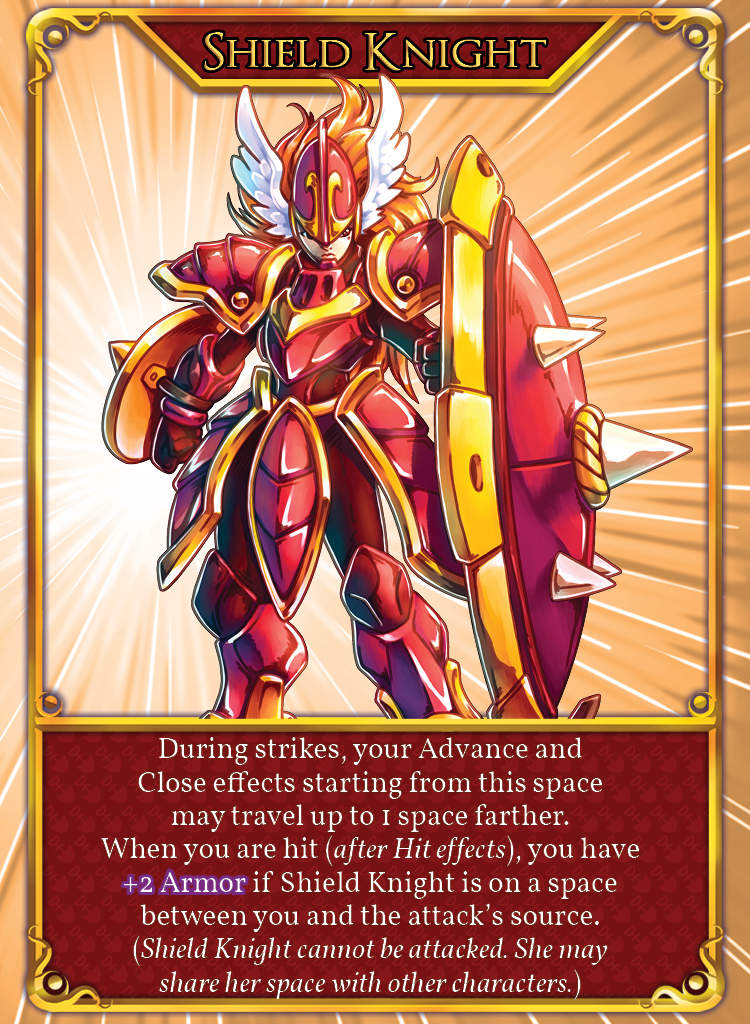 Shield Knight
During strikes, your Advance and
Close effects starting from this space
may travel up to 1 space farther.
When you are hit (after Hit effects), you have
+2 Armor if Shield Knight is on a space
between you and the attack's source.
(Shield Knight cannot be attacked. She may
share her space with other characters.)